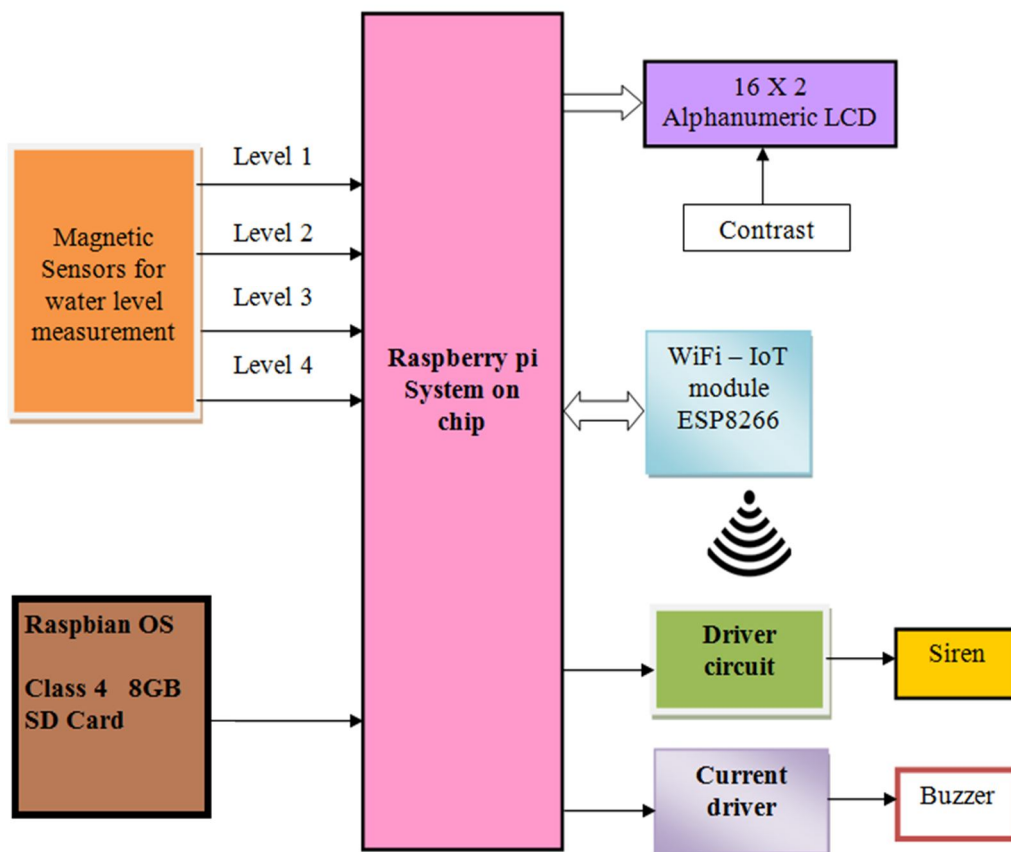 Magnetic
Sensors for
water level
measurement
Level 1
Level 2
Level 3
Level 4
Raspbian OS
Class 4 8GB
SD Card
Raspberry pi
System on
chip
16 X 2
Alphanumeric LCD
Contrast
WiFi – IoT
module
ESP8266
Driver
circuit
Siren
Current
driver
Buzzer